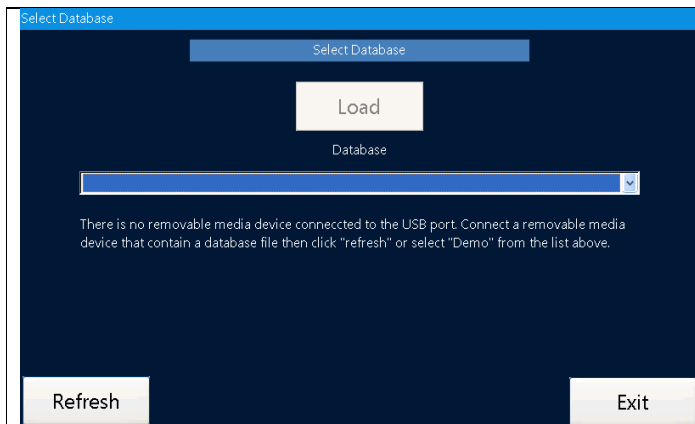 Select Database
Select Database
Load
Database
There is no removable media device conneccted to the USB port. Connect a removable media
device that contain a database file then click "refresh" or select "Demo" from the list above.
Refresh
Exit